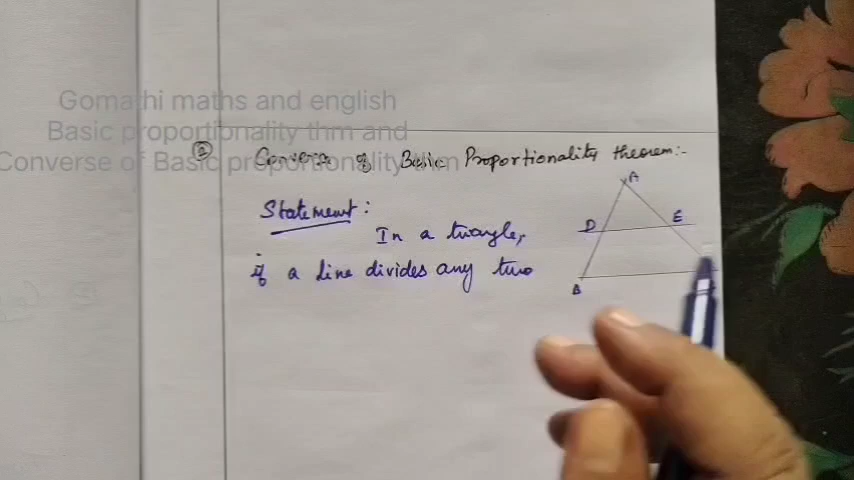 Gomathi maths and english
Basic proportionality thm and
Converse of Basic proportionality thm
② Converse of Basic Proportionality theorem:-
A
Statement:
D
E
In a triangle,
if a line divides any two
B